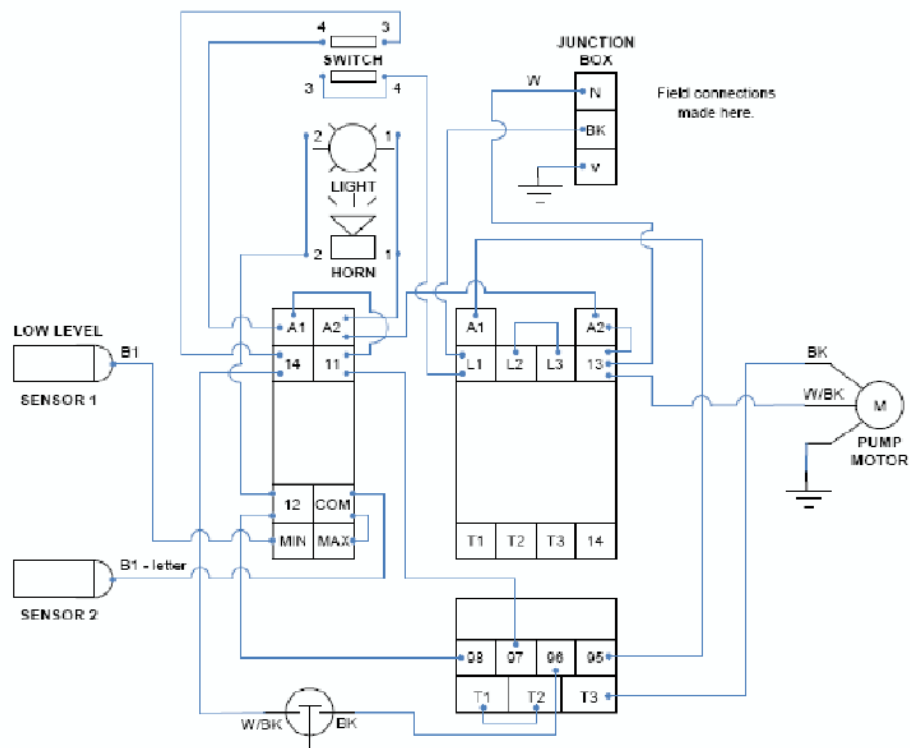 4 3
SWITCH
3 4
JUNCTION
BOX
W
N
BK
V
Field connections
made here.
2 1
LIGHT
2 1
HORN
LOW LEVEL
B1
SENSOR 1
A1 A2
14 11
A1 A2
L1 L2 L3 13
BK
W/BK
M
PUMP
MOTOR
12 COM
MIN MAX
T1 T2 T3 14
B1 - letter
SENSOR 2
98 97 96 95
T1 T2 T3
W/BK
T
BK